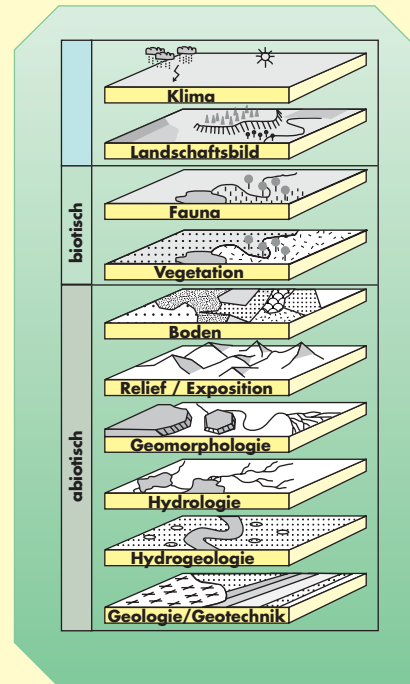 Klima
Landschaftsbild
biotisch
Fauna
Vegetation
abiotisch
Boden
Relief / Exposition
Geomorphologie
Hydrologie
Hydrogeologie
Geologie/Geotechnik